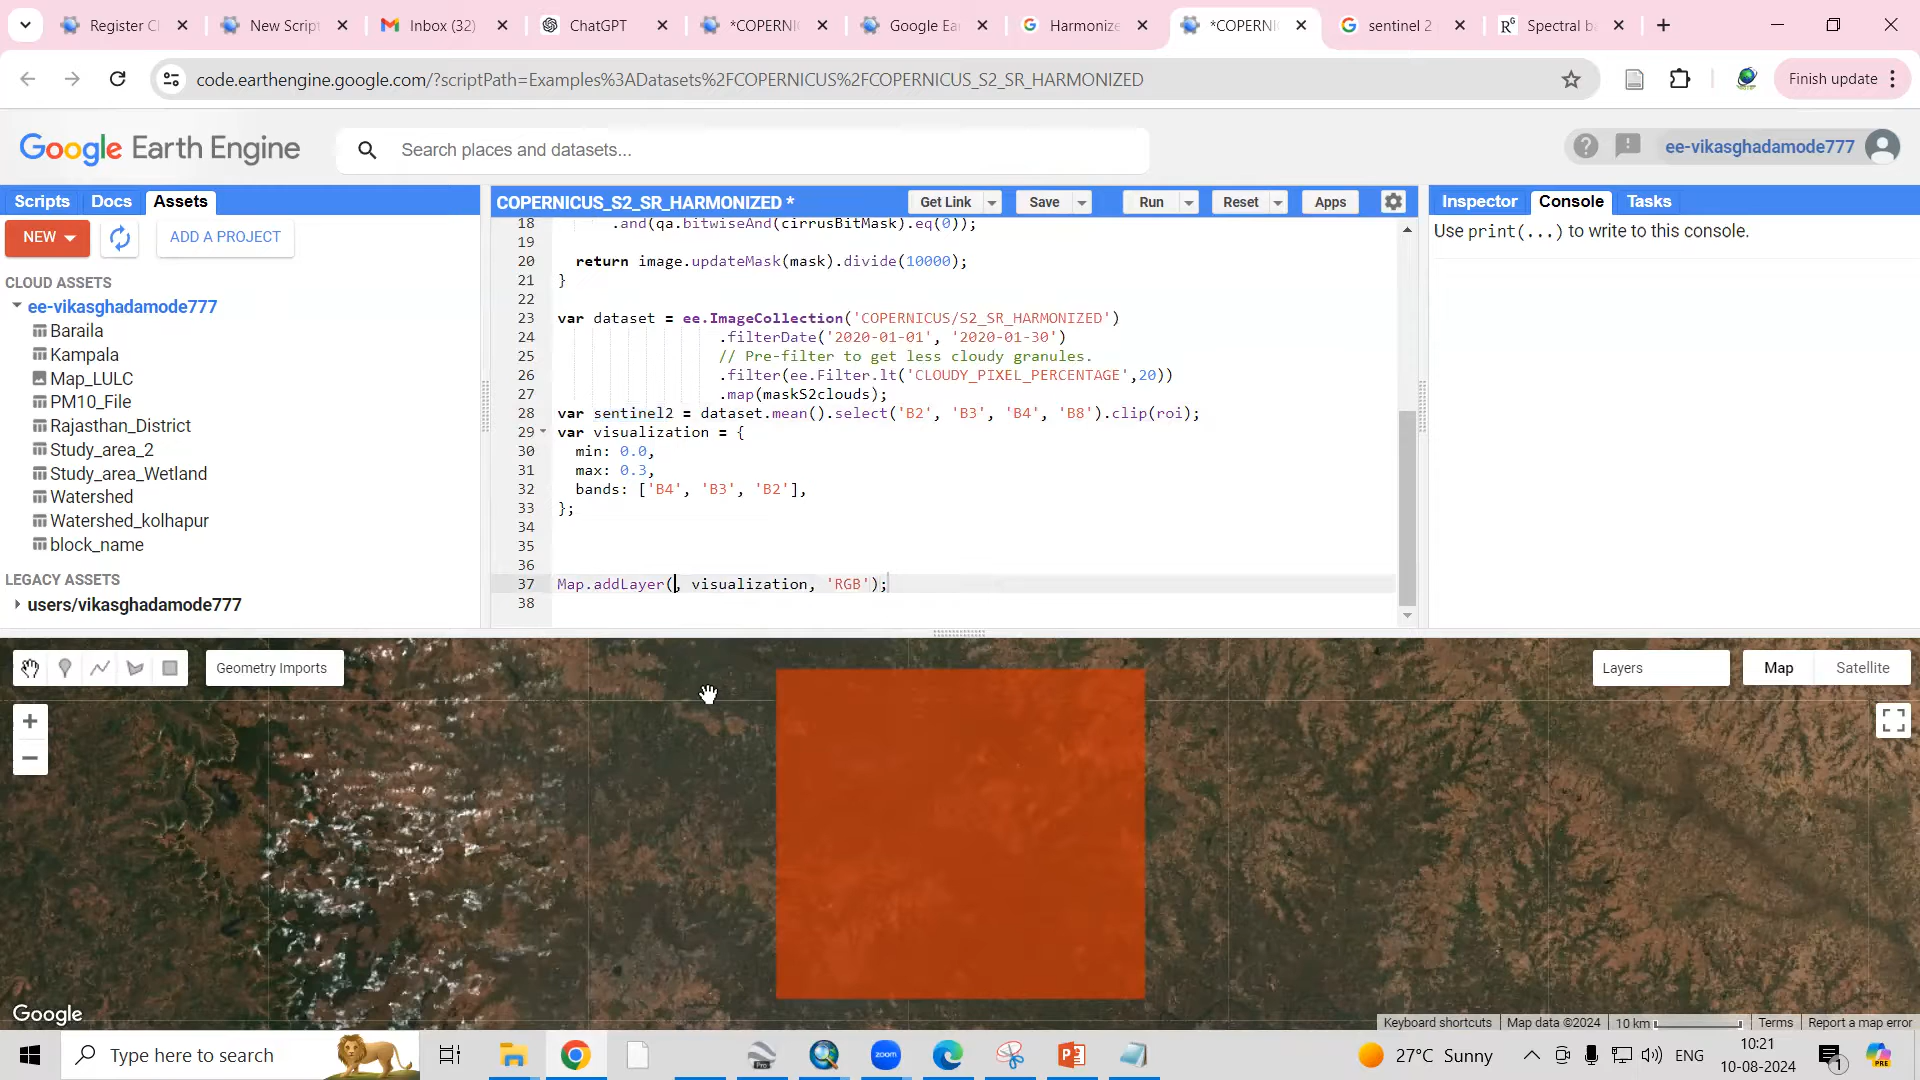 Register Cl
New Script
Inbox (32)
ChatGPT
*COPERNI
Google Ear
Harmonize
*COPERNI
sentinel 2
Spectral ba
code.earthengine.google.com/?scriptPath=Examples%3ADatasets%2FCOPERNICUS%2FCOPERNICUS_S2_SR_HARMONIZED
Finish update
Google Earth Engine
Search places and datasets...
ee-vikasghadamode777
Scripts
Docs
Assets
NEW
ADD A PROJECT
CLOUD ASSETS
ee-vikasghadamode777
Baraila
Kampala
Map_LULC
PM10_File
Rajasthan_District
Study_area_2
Study_area_Wetland
Watershed
Watershed_kolhapur
block_name
LEGACY ASSETS
users/vikasghadamode777
COPERNICUS_S2_SR_HARMONIZED *
Get Link
Save
Run
Reset
Apps
18 .and(qa.bitwiseAnd(cirrusBitMask).eq(0));
19
20 return image.updateMask(mask).divide(10000);
21 }
22
23 var dataset = ee.ImageCollection('COPERNICUS/S2_SR_HARMONIZED')
24 .filterDate('2020-01-01', '2020-01-30')
25 // Pre-filter to get less cloudy granules.
26 .filter(ee.Filter.lt('CLOUDY_PIXEL_PERCENTAGE',20))
27 .map(maskS2clouds);
28 var sentinel2 = dataset.mean().select('B2', 'B3', 'B4', 'B8').clip(roi);
29 var visualization = {
30 min: 0.0,
31 max: 0.3,
32 bands: ['B4', 'B3', 'B2'],
33 };
34
35
36
37 Map.addLayer(, visualization, 'RGB');
38
Inspector
Console
Tasks
Use print(...) to write to this console.
Geometry Imports
Layers
Map
Satellite
Google
Keyboard shortcuts
Map data ©2024
10 km
Terms
Report a map error
Type here to search
Pro
zoom
27°C Sunny
ENG
10:21
10-08-2024
1
PRE